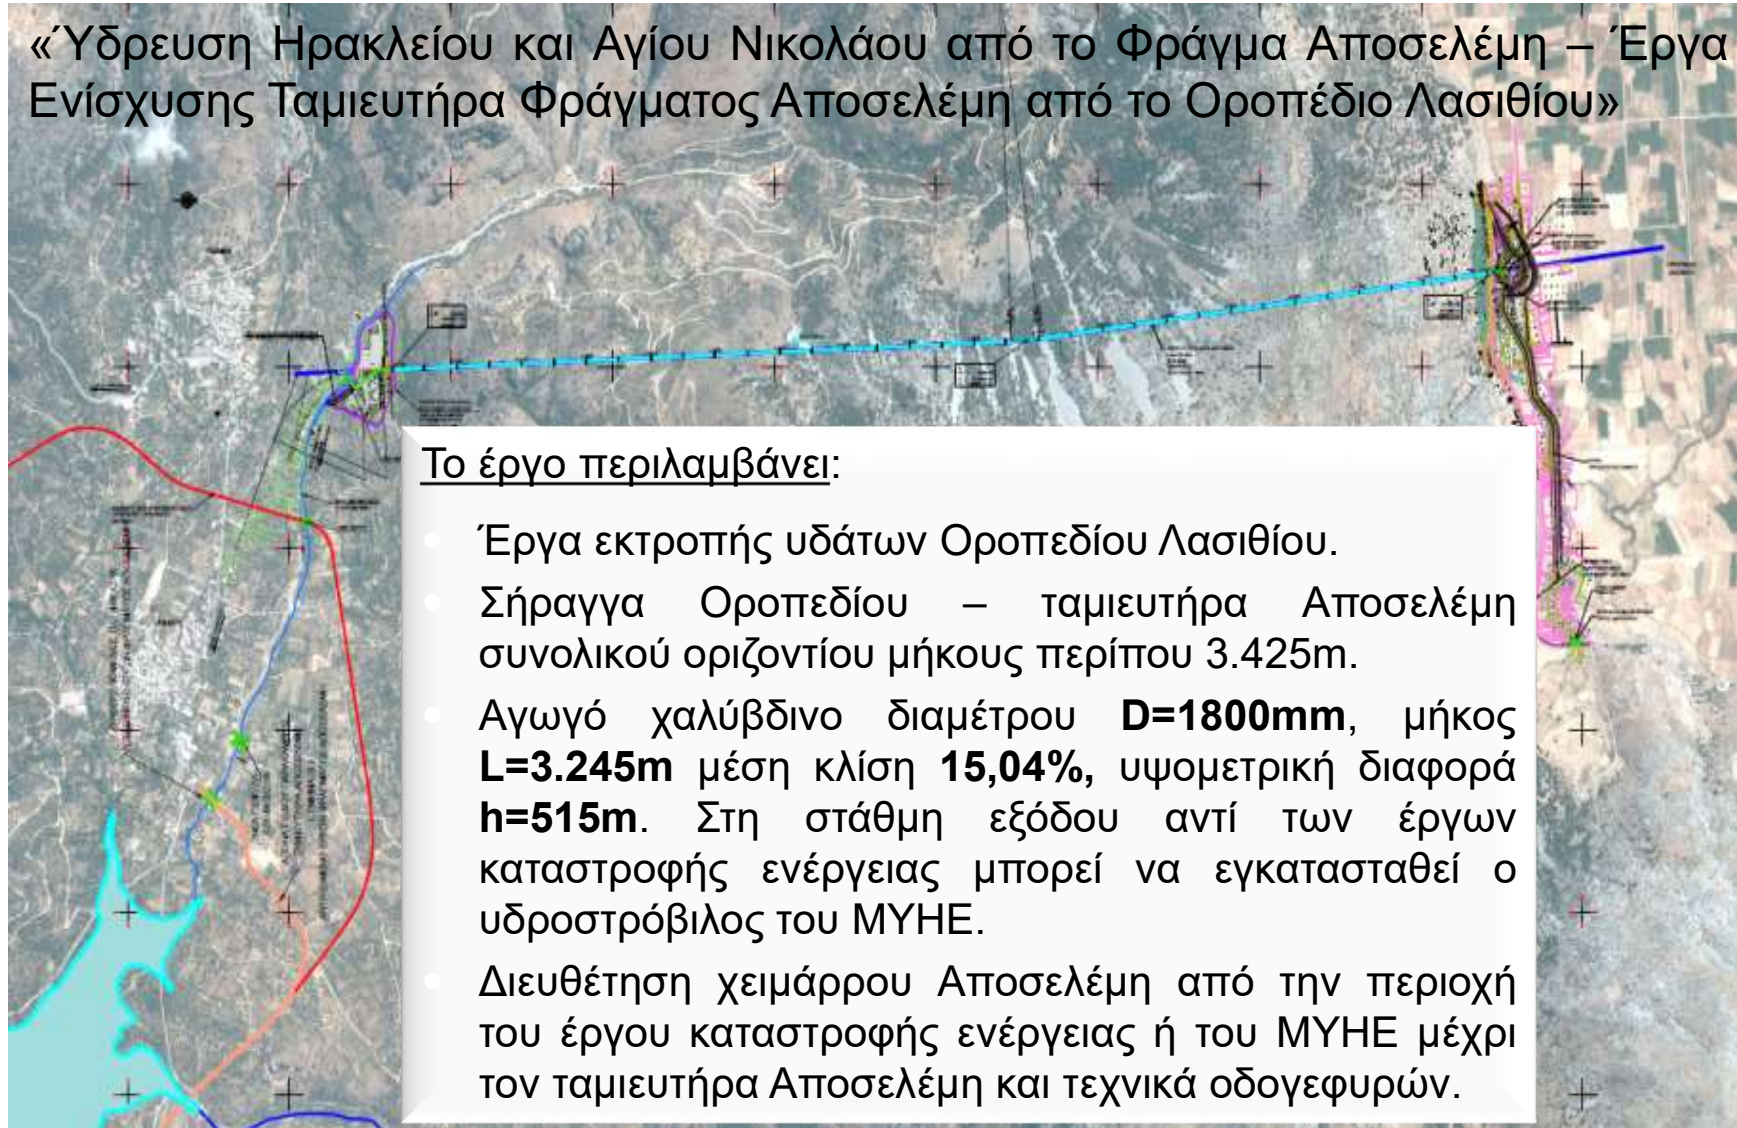 «Ύδρευση Ηρακλείου και Αγίου Νικολάου από το Φράγμα Αποσελέμη – Έργα
Ενίσχυσης Ταμιευτήρα Φράγματος Αποσελέμη από το Οροπέδιο Λασιθίου»
Το έργο περιλαμβάνει:
Έργα εκτροπής υδάτων Οροπεδίου Λασιθίου.
Σήραγγα Οροπεδίου – ταμιευτήρα Αποσελέμη
συνολικού οριζοντίου μήκους περίπου 3.425m.
Αγωγό χαλύβδινο διαμέτρου D=1800mm, μήκος
L=3.245m μέση κλίση 15,04%, υψομετρική διαφορά
h=515m. Στη στάθμη εξόδου αντί των έργων
καταστροφής ενέργειας μπορεί να εγκατασταθεί ο
υδροστρόβιλος του ΜΥΗΕ.
Διευθέτηση χειμάρρου Αποσελέμη από την περιοχή
του έργου καταστροφής ενέργειας ή του ΜΥΗΕ μέχρι
τον ταμιευτήρα Αποσελέμη και τεχνικά οδογεφυρών.